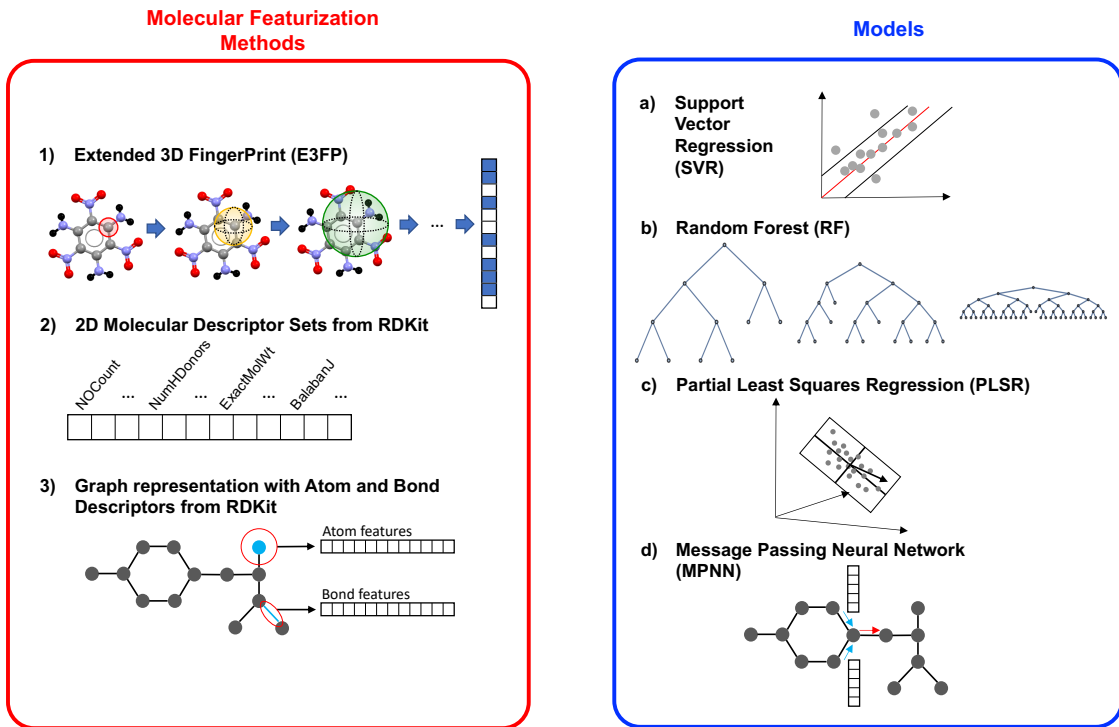 Molecular Featurization
Methods
1) Extended 3D FingerPrint (E3FP)
...
2) 2D Molecular Descriptor Sets from RDKit
NOCount ... NumHDonors ... ExactMolWt ... BalabanJ ...
3) Graph representation with Atom and Bond
Descriptors from RDKit
Atom features
Bond features
Models
a) Support
Vector
Regression
(SVR)
b) Random Forest (RF)
c) Partial Least Squares Regression (PLSR)
d) Message Passing Neural Network
(MPNN)